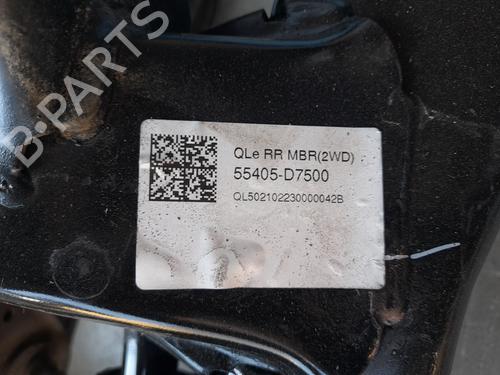 B-PARTS
QLe RR MBR(2WD)
55405-D7500
QL502102230000042B